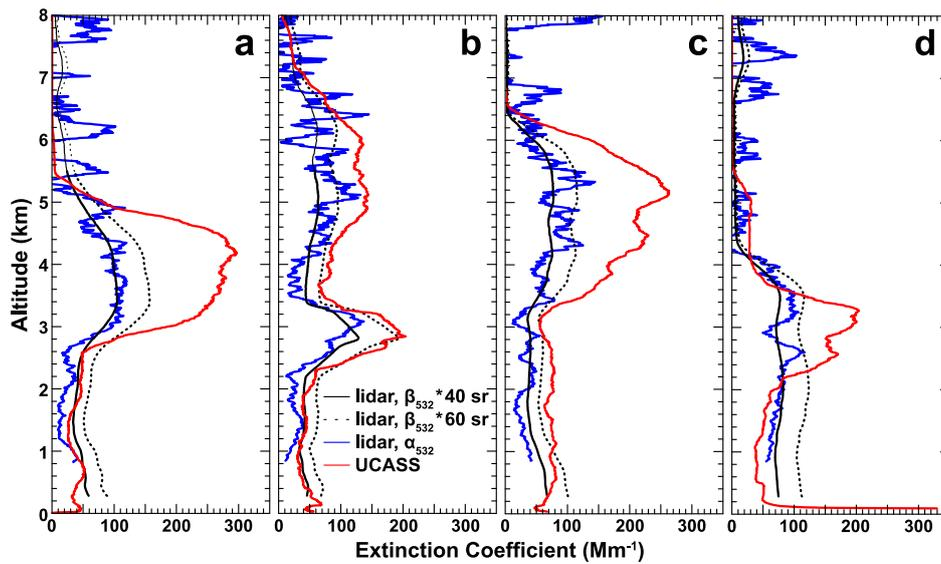 a b c d
8
7
6
5
4
3
2
1
0
Altitude (km)
lidar, β₅₃₂*40 sr
lidar, β₅₃₂*60 sr
lidar, α₅₃₂
UCASS
0 100 200 300 0 100 200 300 0 100 200 300 0 100 200 300
Extinction Coefficient (Mm⁻¹)